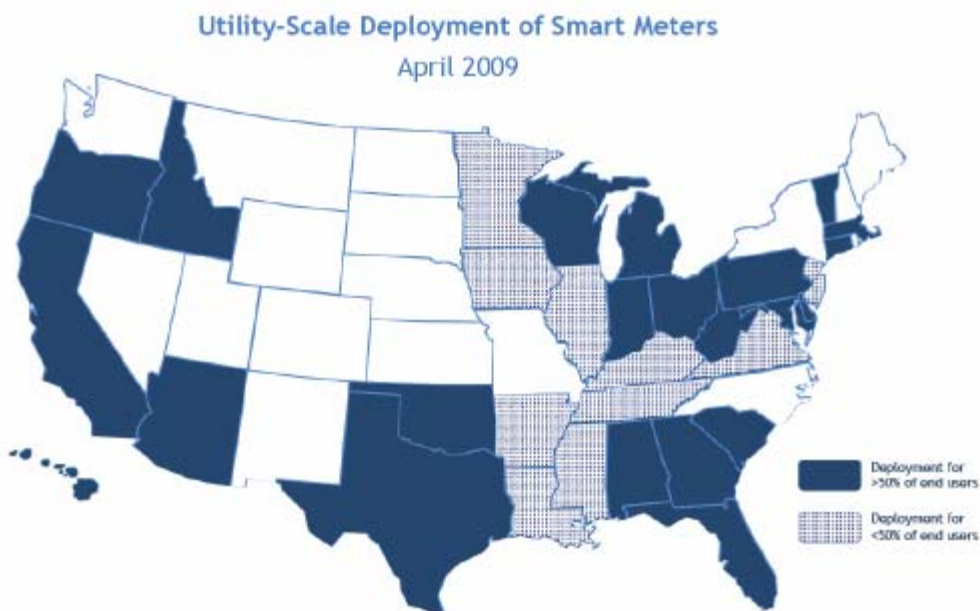 Utility-Scale Deployment of Smart Meters
April 2009
Deployment for
>50% of end users
Deployment for
<50% of end users